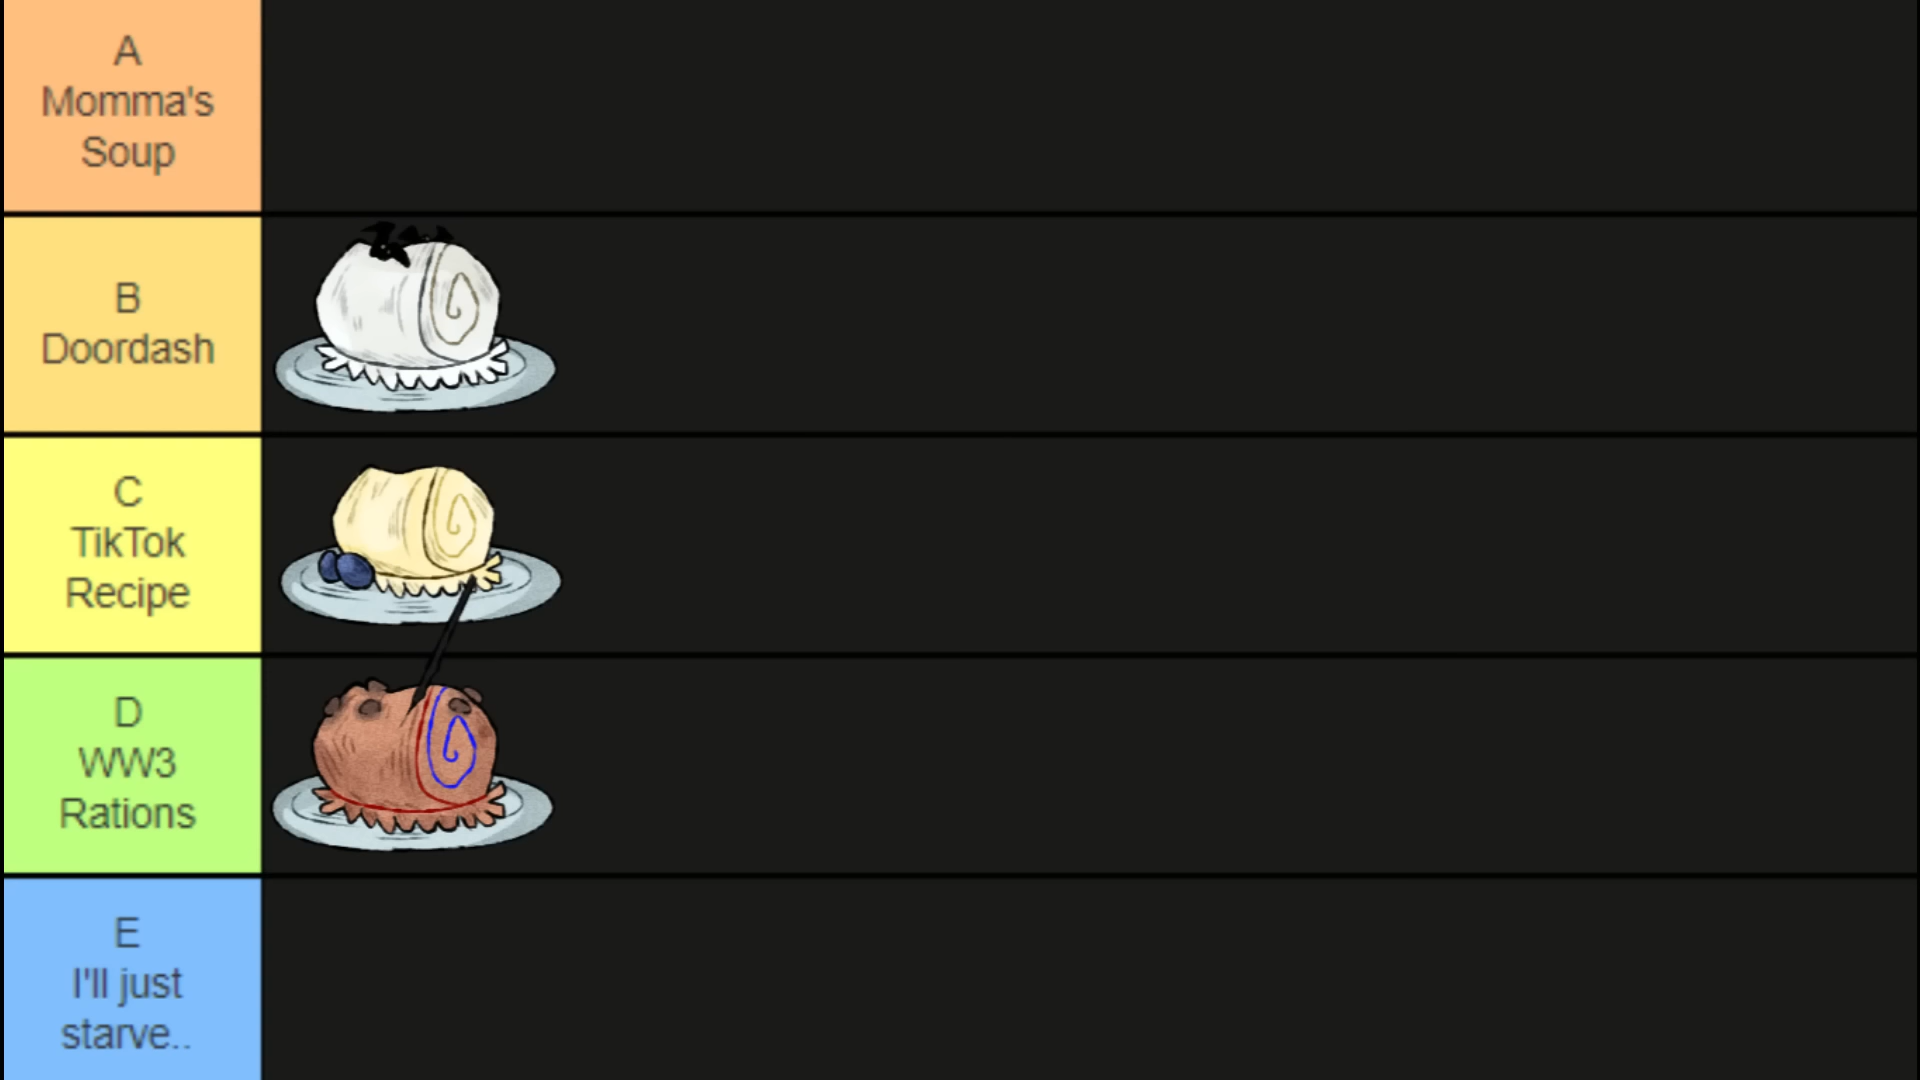 A
Momma's
Soup
B
Doordash
C
TikTok
Recipe
D
WW3
Rations
E
I'll just
starve..